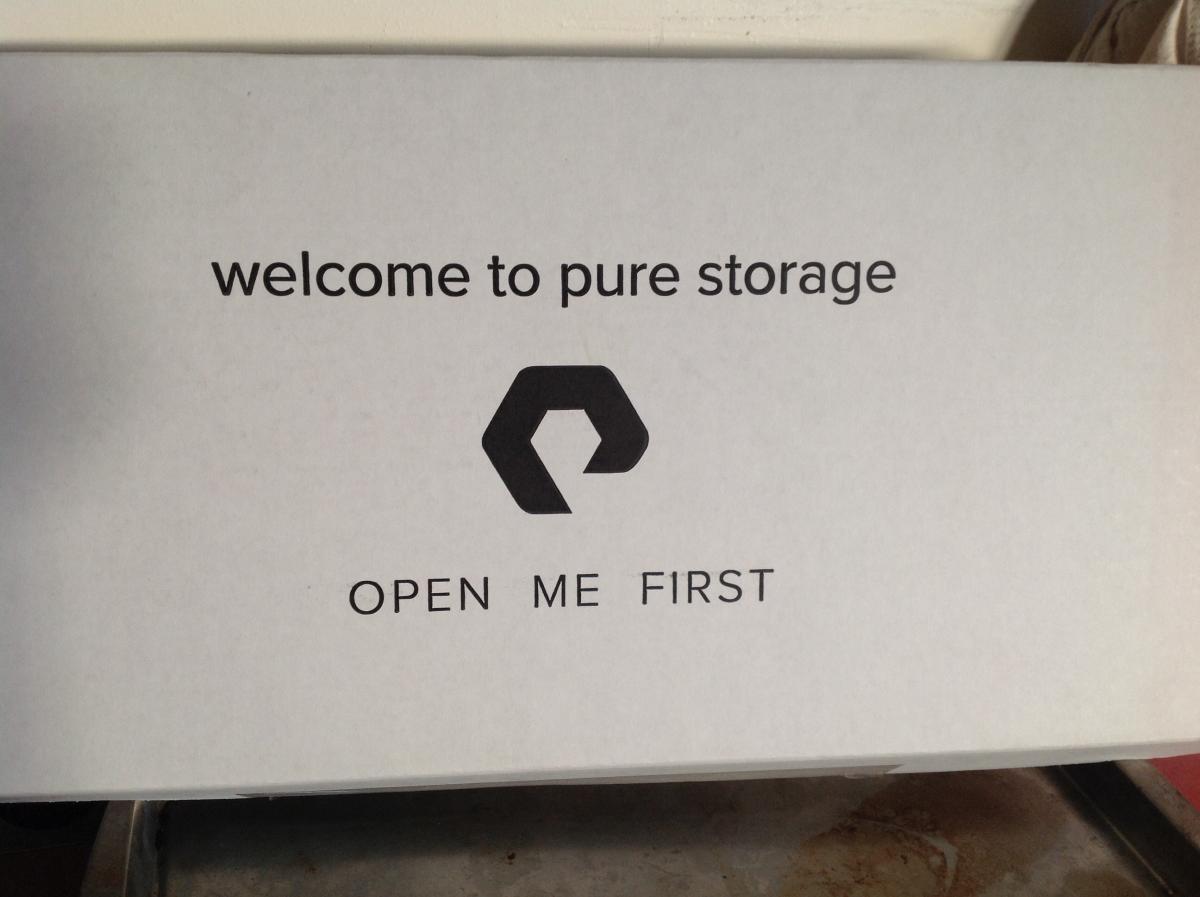 welcome to pure storage
OPEN ME FIRST